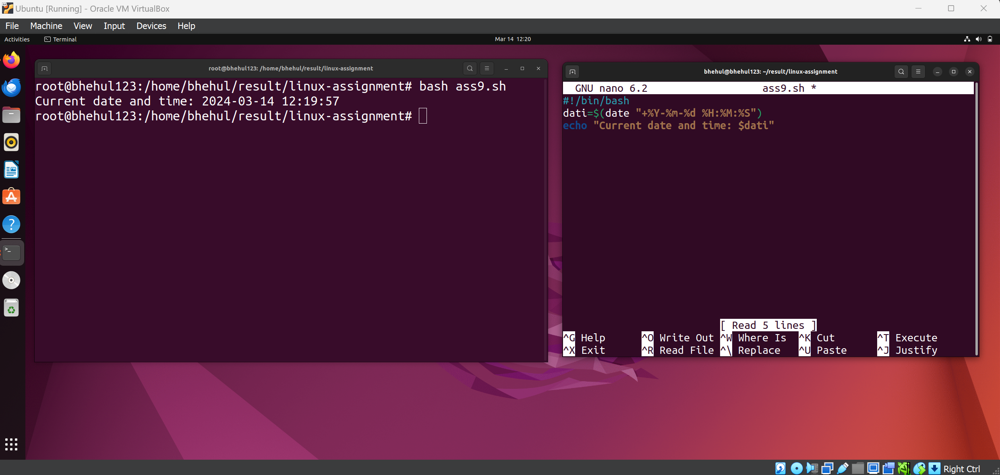 Ubuntu [Running] - Oracle VM VirtualBox
File Machine View Input Devices Help
Activities Terminal Mar 14 12:20
root@bhehul123: /home/bhehul/result/linux-assignment
root@bhehul123:/home/bhehul/result/linux-assignment# bash ass9.sh
Current date and time: 2024-03-14 12:19:57
root@bhehul123:/home/bhehul/result/linux-assignment#
bhehul@bhehul123: ~/result/linux-assignment
GNU nano 6.2 ass9.sh *
#!/bin/bash
dati=$(date "+%Y-%m-%d %H:%M:%S")
echo "Current date and time: $dati"
[ Read 5 lines ]
^G Help ^O Write Out ^W Where Is ^K Cut ^T Execute
^X Exit ^R Read File ^\ Replace ^U Paste ^J Justify
Right Ctrl